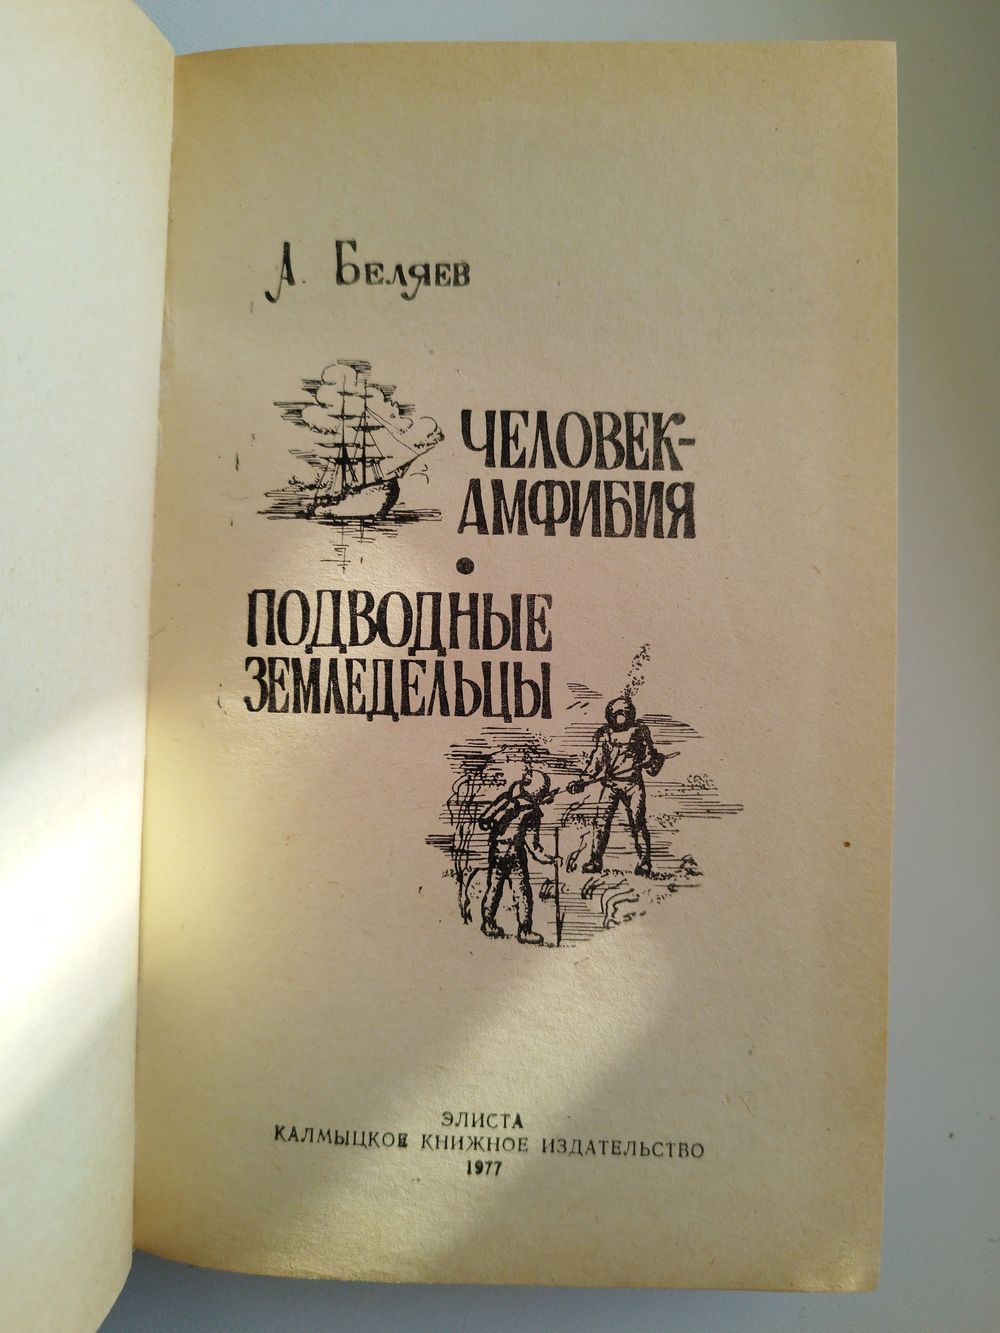 А. Беляев
ЧЕЛОВЕК-
АМФИБИЯ
•
ПОДВОДНЫЕ
ЗЕМЛЕДЕЛЬЦЫ
ЭЛИСТА
КАЛМЫЦКОЕ КНИЖНОЕ ИЗДАТЕЛЬСТВО
1977